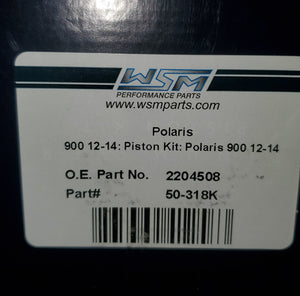 WSM
PERFORMANCE PARTS
www.wsmparts.com
Polaris
900 12-14: Piston Kit: Polaris 900 12-14
O.E. Part No. 2204508
Part# 50-318K